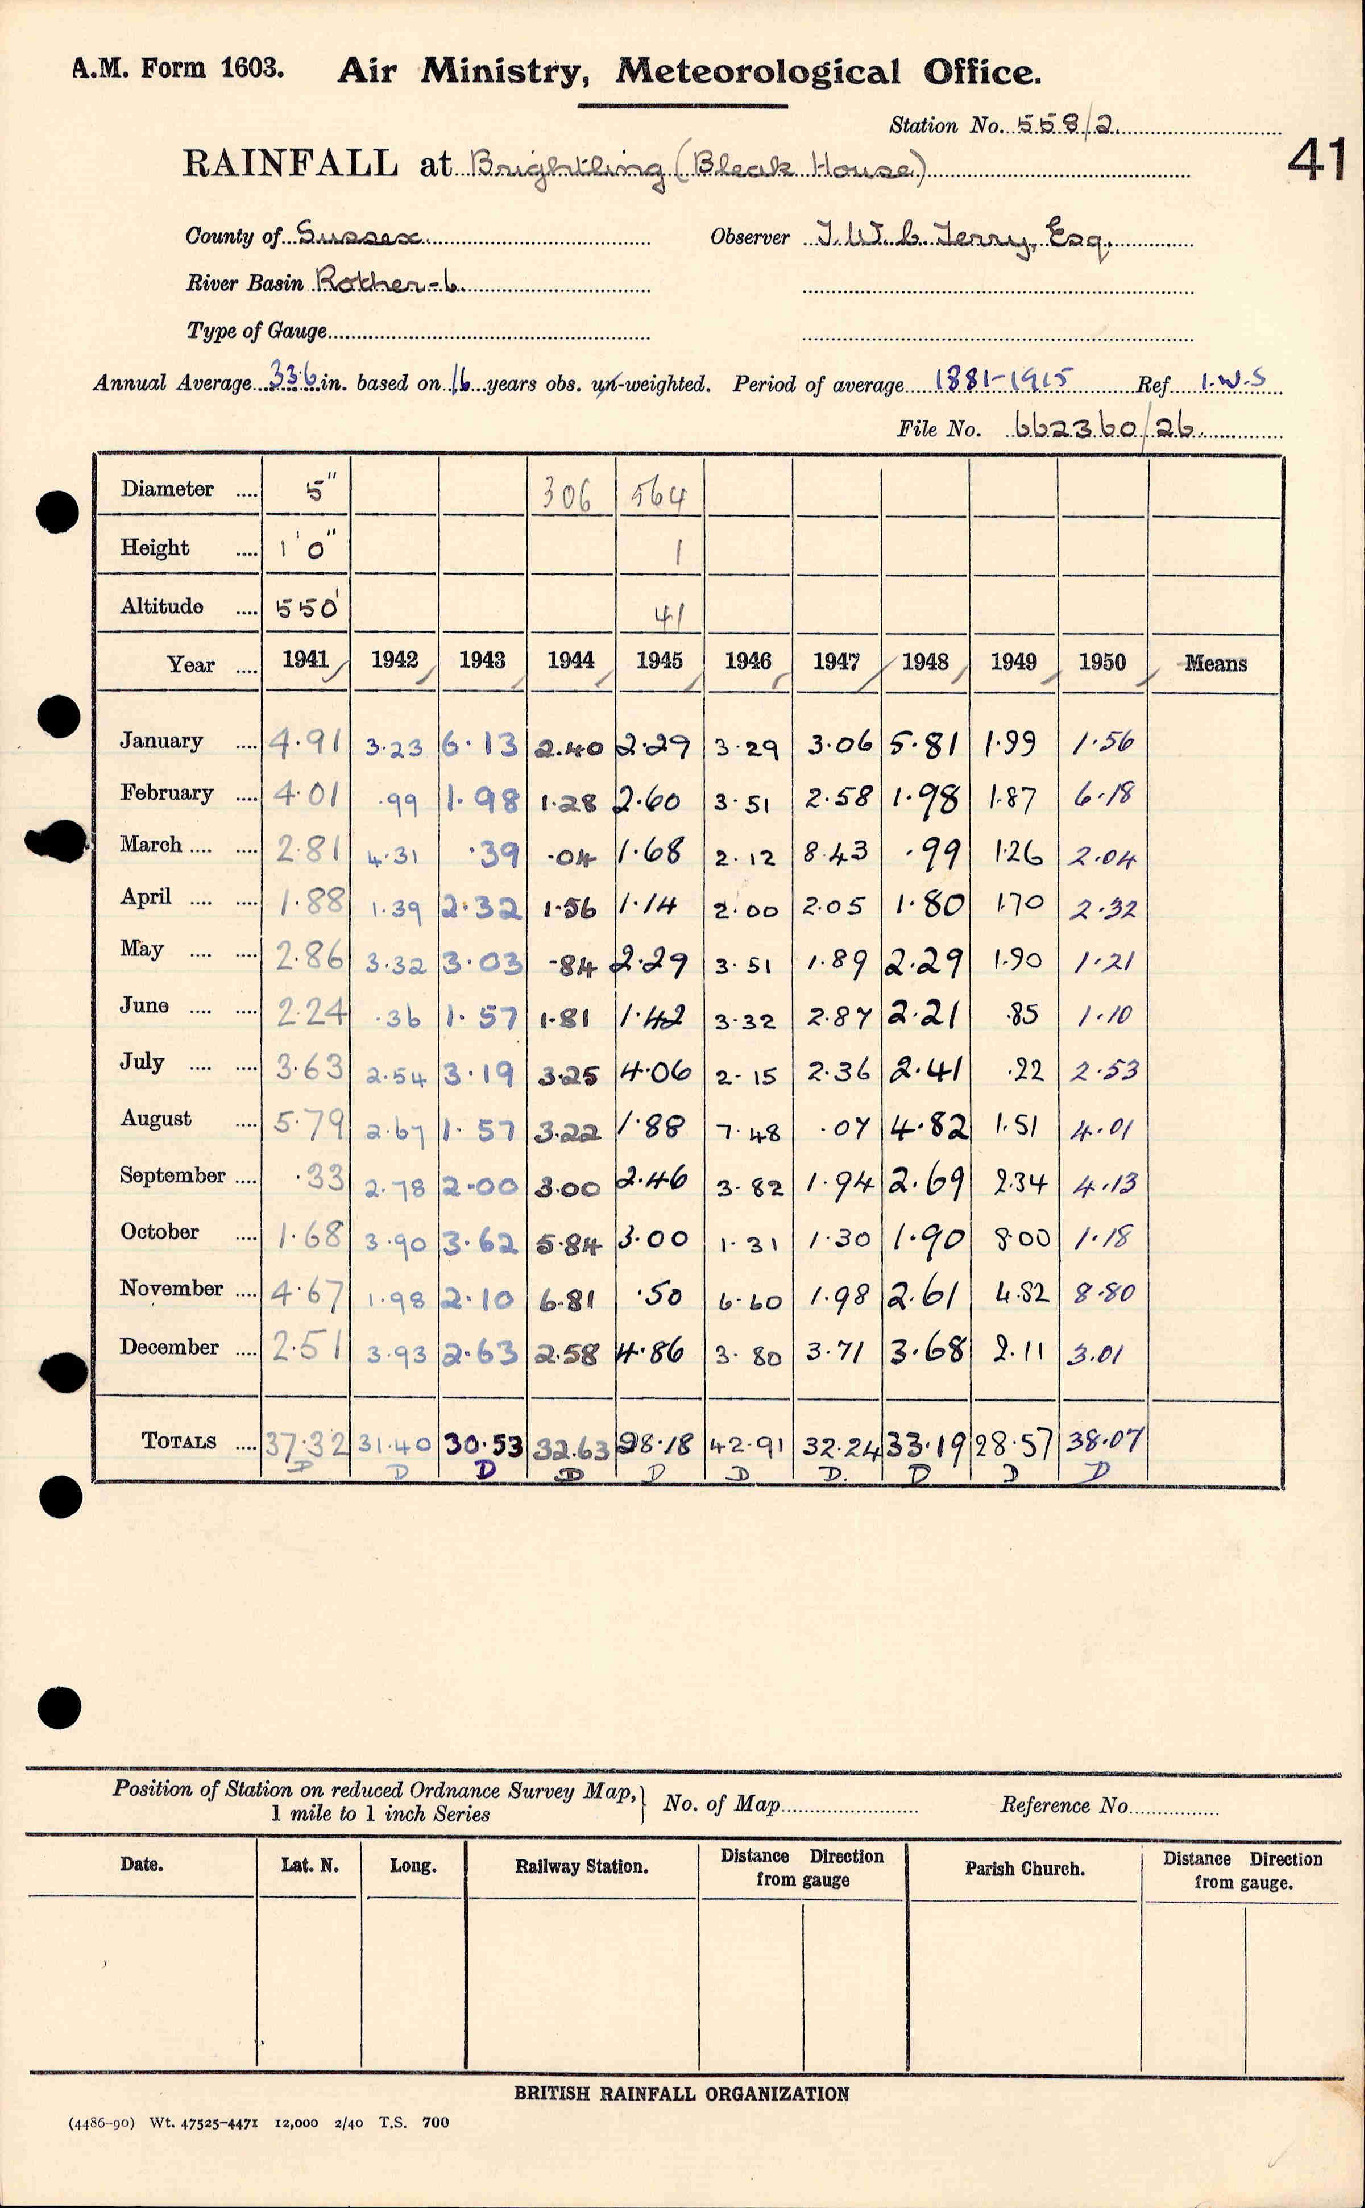 A.M. Form 1603. Air Ministry, Meteorological Office.
Station No. 558/2
41
RAINFALL at Brightling (Bleak House)
County of Sussex Observer T.W.C. Terry, Esq.
River Basin Rother-6
Type of Gauge
Annual Average 33.6 in. based on 16 years obs. un-weighted. Period of average 1881-1915 Ref I.W.S
File No. 662360/26
Diameter .... 5" 306 564
Height .... 1'0" 1
Altitude .... 550' 41
Year .... 1941 1942 1943 1944 1945 1946 1947 1948 1949 1950 Means
January .... 4.91 3.23 6.13 2.40 2.29 3.29 3.06 5.81 1.99 1.56
February .... 4.01 .99 1.98 1.28 2.60 3.51 2.58 1.98 1.87 6.18
March .... .... 2.81 4.31 .39 .04 1.68 2.12 8.43 .99 1.26 2.04
April .... .... 1.88 1.39 2.32 1.56 1.14 2.00 2.05 1.80 1.70 2.32
May .... .... 2.86 3.32 3.03 .84 2.29 3.51 1.89 2.29 1.90 1.21
June .... .... 2.24 .36 1.57 1.81 1.42 3.32 2.87 2.21 .85 1.10
July .... .... 3.63 2.54 3.19 3.25 4.06 2.15 2.36 2.41 .22 2.53
August .... 5.79 2.67 1.57 3.22 1.88 7.48 .07 4.82 1.51 4.01
September .... .33 2.78 2.00 3.00 2.46 3.82 1.94 2.69 2.34 4.13
October .... 1.68 3.90 3.62 5.84 3.00 1.31 1.30 1.90 8.00 1.18
November .... 4.67 1.98 2.10 6.81 .50 6.60 1.98 2.61 4.82 8.80
December .... 2.51 3.93 2.63 2.58 4.86 3.80 3.71 3.68 2.11 3.01
TOTALS .... 37.32 31.40 30.53 32.63 28.18 42.91 32.24 33.19 28.57 38.07
D D D D D D D. D D D
Position of Station on reduced Ordnance Survey Map, } No. of Map Reference No.
1 mile to 1 inch Series
Date. Lat. N. Long. Railway Station. Distance Direction from gauge Parish Church. Distance Direction from gauge.
BRITISH RAINFALL ORGANIZATION
(4486-90) Wt. 47525-4471 12,000 2/40 T.S. 700